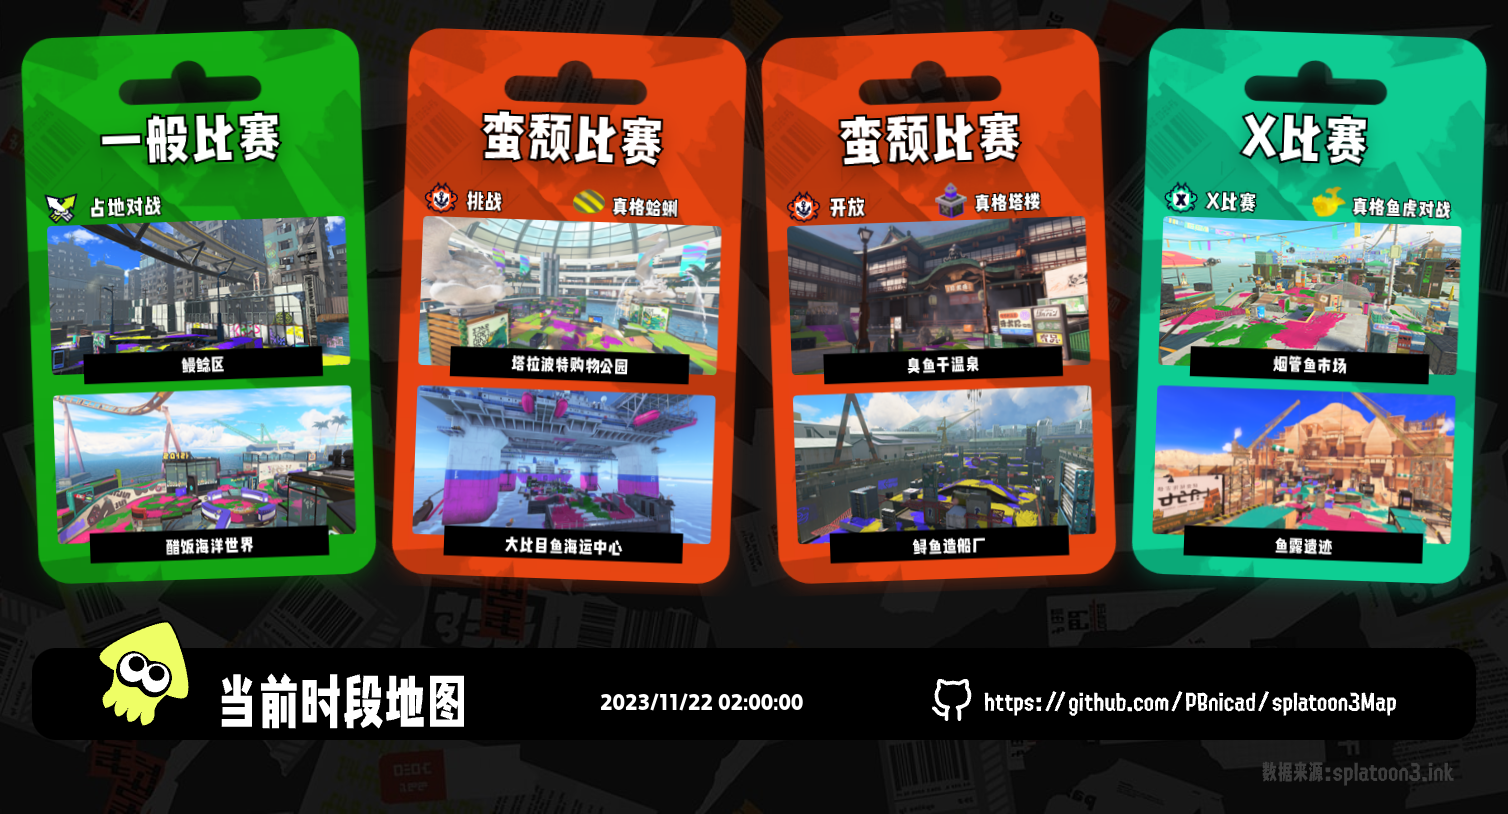 一般比赛
占地对战
鳗鲶区
醋饭海洋世界
蛮颓比赛
挑战
真格蛤蜊
塔拉波特购物公园
大比目鱼海运中心
蛮颓比赛
开放
真格塔楼
臭鱼干温泉
鲟鱼造船厂
X比赛
X比赛
真格鱼虎对战
烟管鱼市场
鱼露遗迹
当前时段地图
2023/11/22 02:00:00
https://github.com/PBnicad/splatoon3Map
数据来源:splatoon3.ink